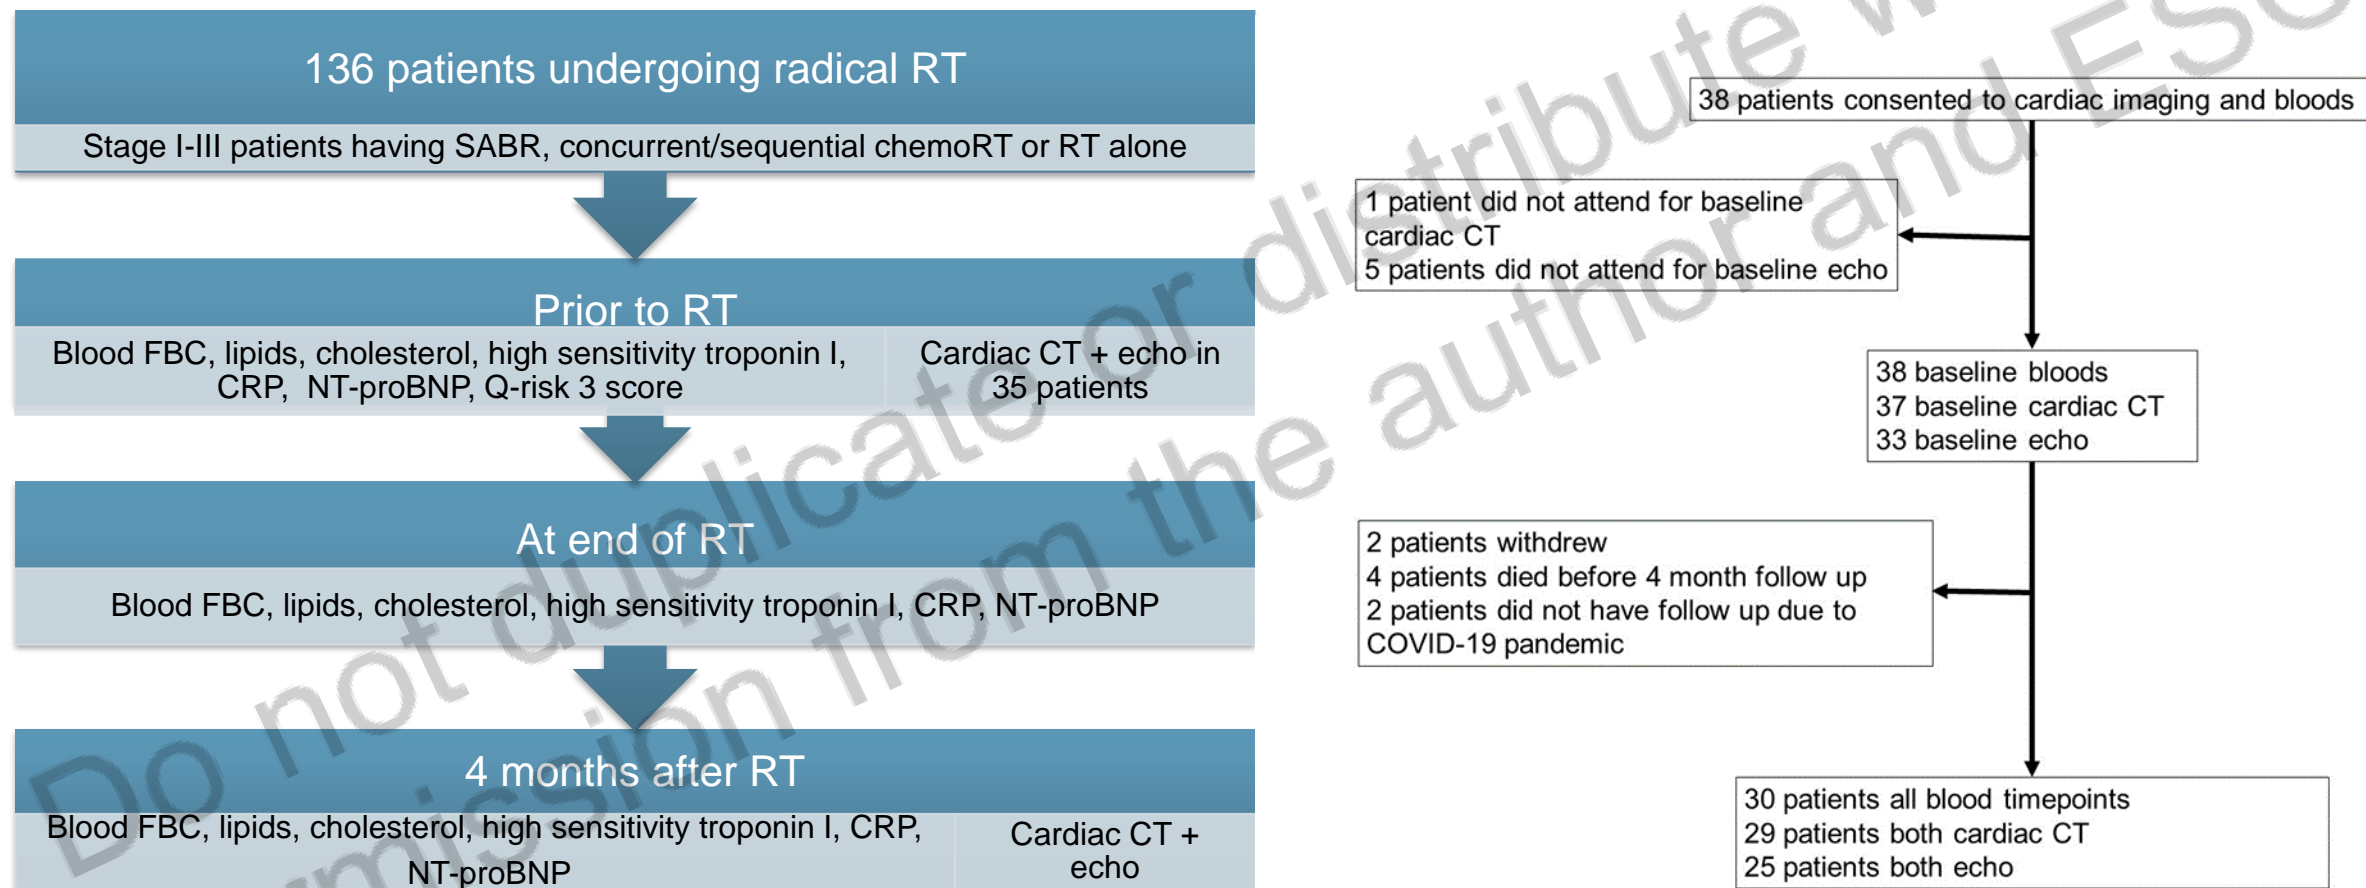 136 patients undergoing radical RT
Stage I-III patients having SABR, concurrent/sequential chemoRT or RT alone
Prior to RT
Blood FBC, lipids, cholesterol, high sensitivity troponin I,
CRP, NT-proBNP, Q-risk 3 score
Cardiac CT + echo in
35 patients
At end of RT
Blood FBC, lipids, cholesterol, high sensitivity troponin I, CRP, NT-proBNP
4 months after RT
Blood FBC, lipids, cholesterol, high sensitivity troponin I, CRP,
NT-proBNP
Cardiac CT +
echo
38 patients consented to cardiac imaging and bloods
1 patient did not attend for baseline
cardiac CT
5 patients did not attend for baseline echo
38 baseline bloods
37 baseline cardiac CT
33 baseline echo
2 patients withdrew
4 patients died before 4 month follow up
2 patients did not have follow up due to
COVID-19 pandemic
30 patients all blood timepoints
29 patients both cardiac CT
25 patients both echo
Do not duplicate or distribute
from the author and